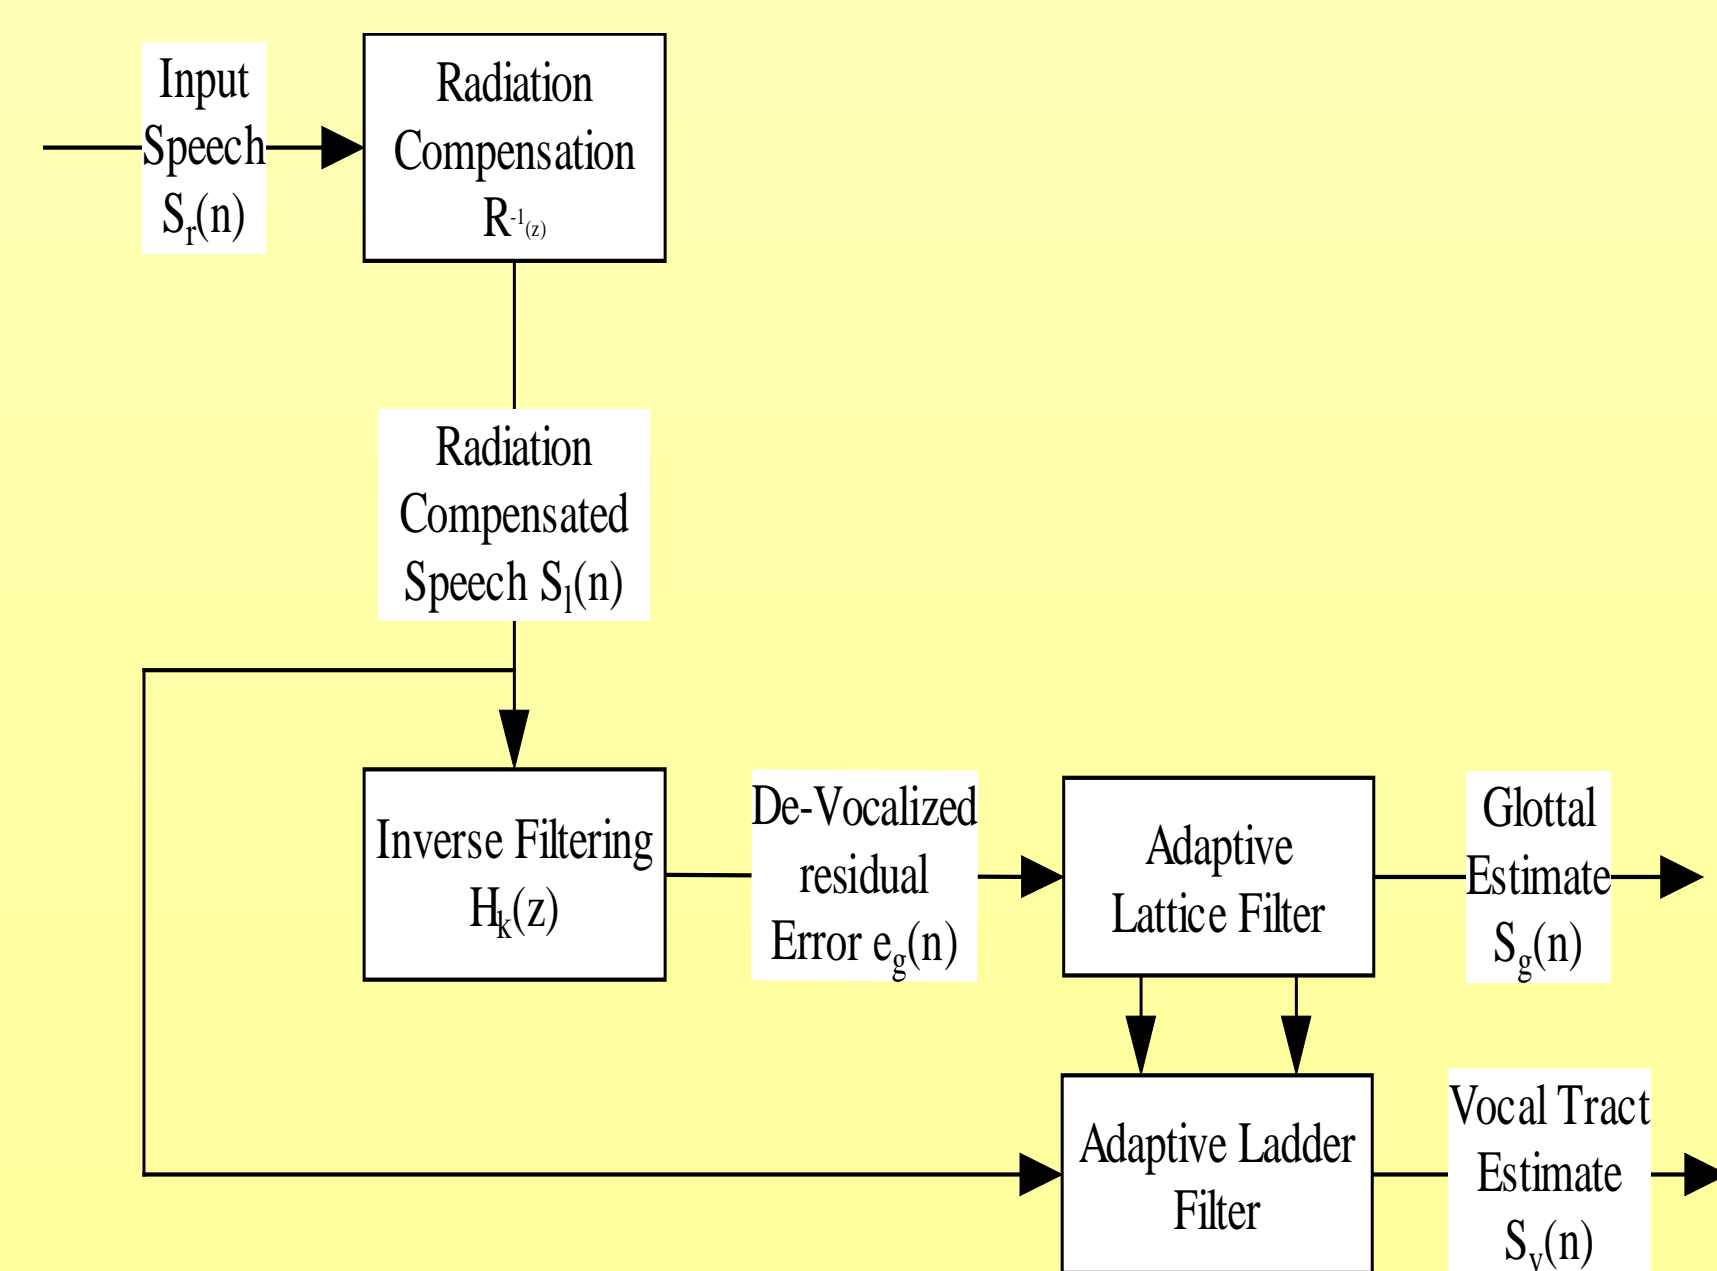 Input
Speech
Sr(n)
Radiation
Compensation
R-1(z)
Radiation
Compensated
Speech Sl(n)
Inverse Filtering
Hk(z)
De-Vocalized
residual
Error eg(n)
Adaptive
Lattice Filter
Glottal
Estimate
Sg(n)
Adaptive Ladder
Filter
Vocal Tract
Estimate
Sv(n)